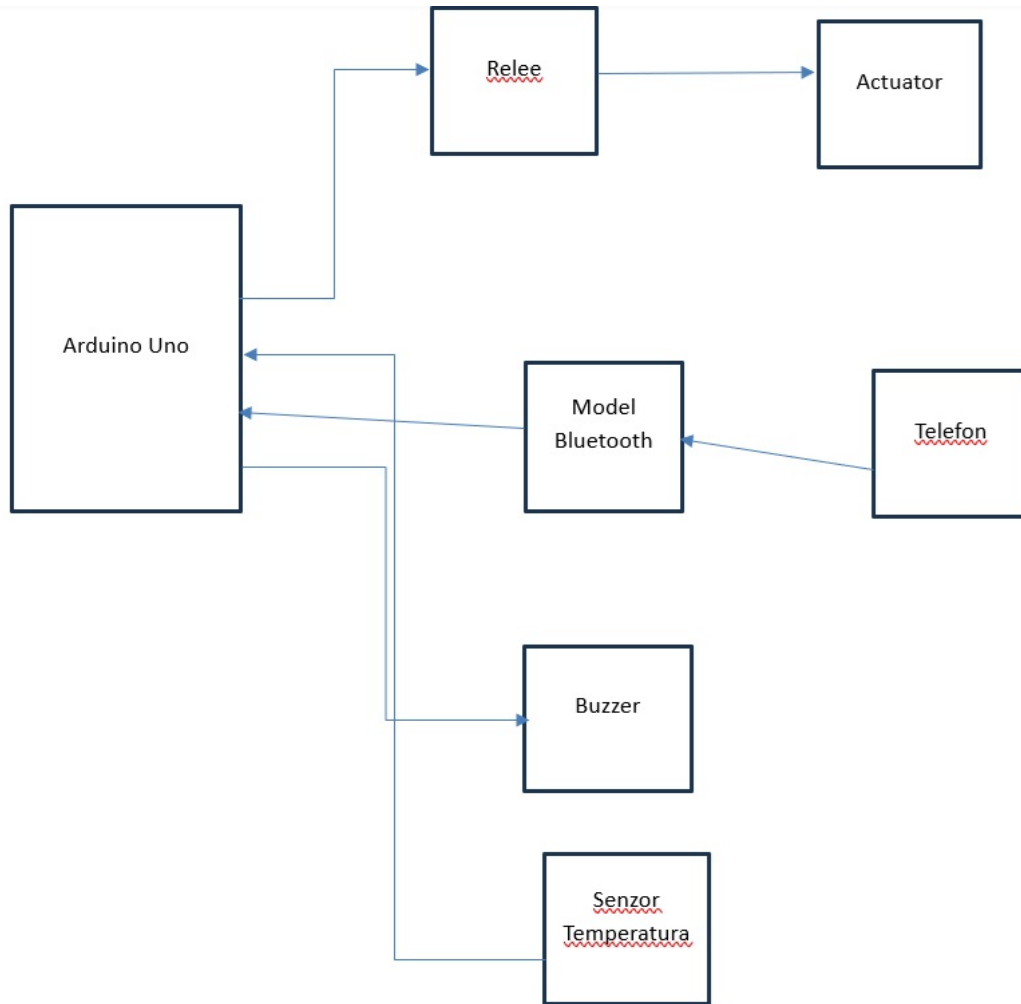 Relee
Actuator
Arduino Uno
Model
Bluetooth
Telefon
Buzzer
Senzor
Temperatura